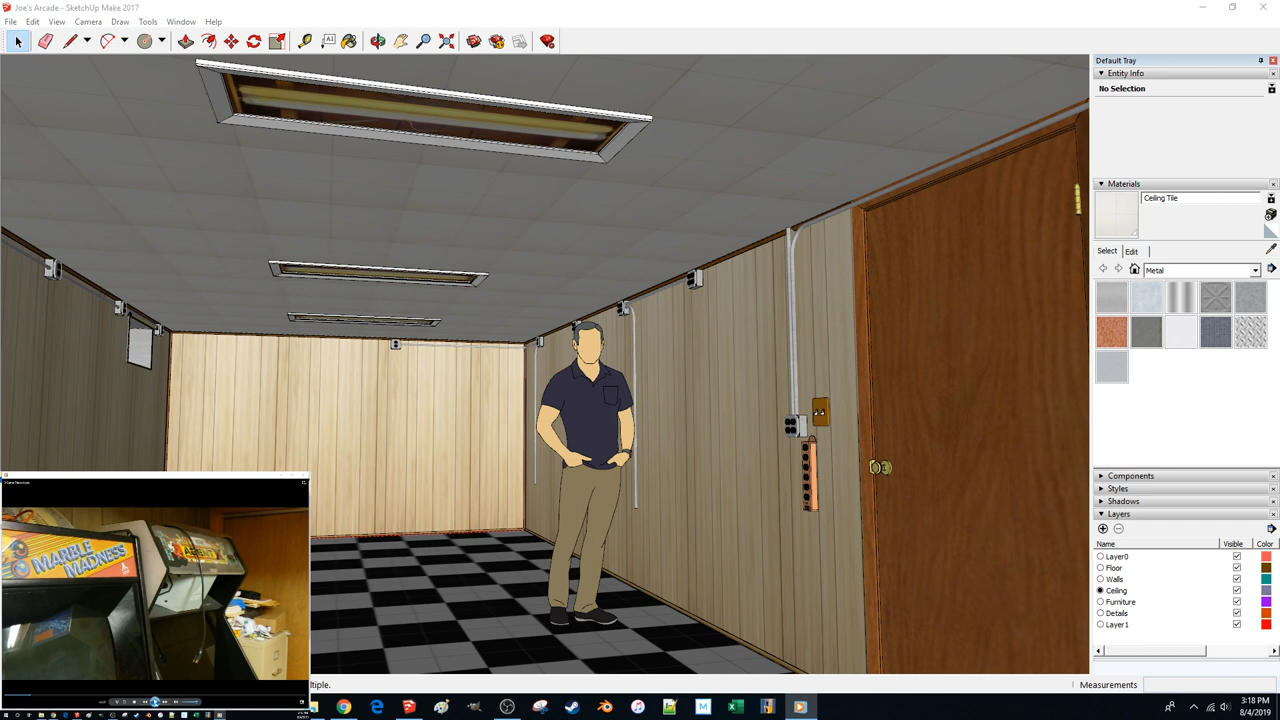 Joe's Arcade - SketchUp Make 2017
File Edit View Camera Draw Tools Window Help
Default Tray
Entity Info
No Selection
Materials
Ceiling Tile
Select Edit
Metal
Components
Styles
Shadows
Layers
Name Visible Color
Layer0
Floor
Walls
Ceiling
Furniture
Details
Layer1
MARBLE
MADNESS
ATARI
tiple.
Measurements
3:18 PM
8/4/2019